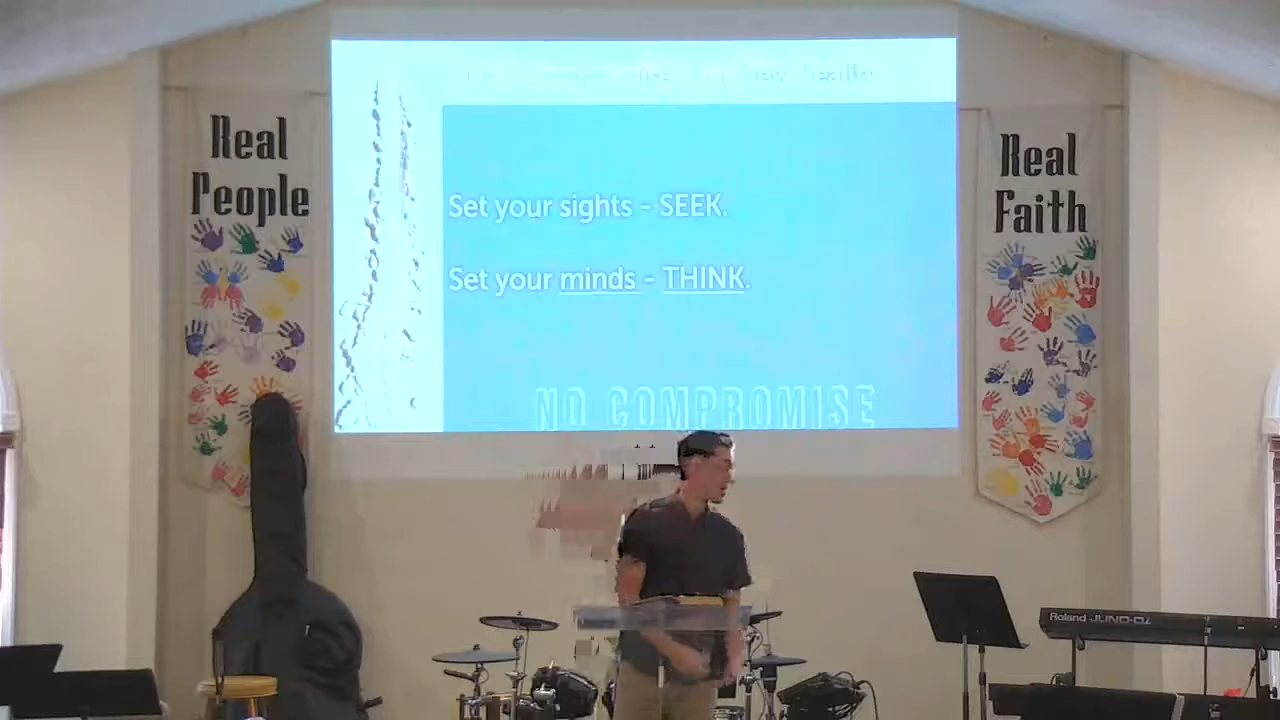 Real
People
Set your sights - SEEK.
Set your minds - THINK.
NO COMPROMISE
Real
Faith
Roland JUNO-D